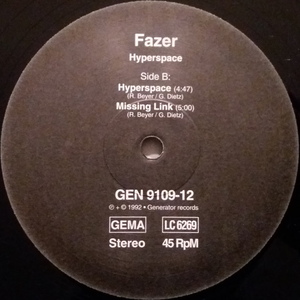 Fazer
Hyperspace
Side B:
Hyperspace (4:47)
(R. Beyer / G. Dietz)
Missing Link (5:00)
(R. Beyer / G. Dietz)
GEN 9109-12
℗ + © 1992 • Generator records
GEMA LC 6269
Stereo 45 RpM